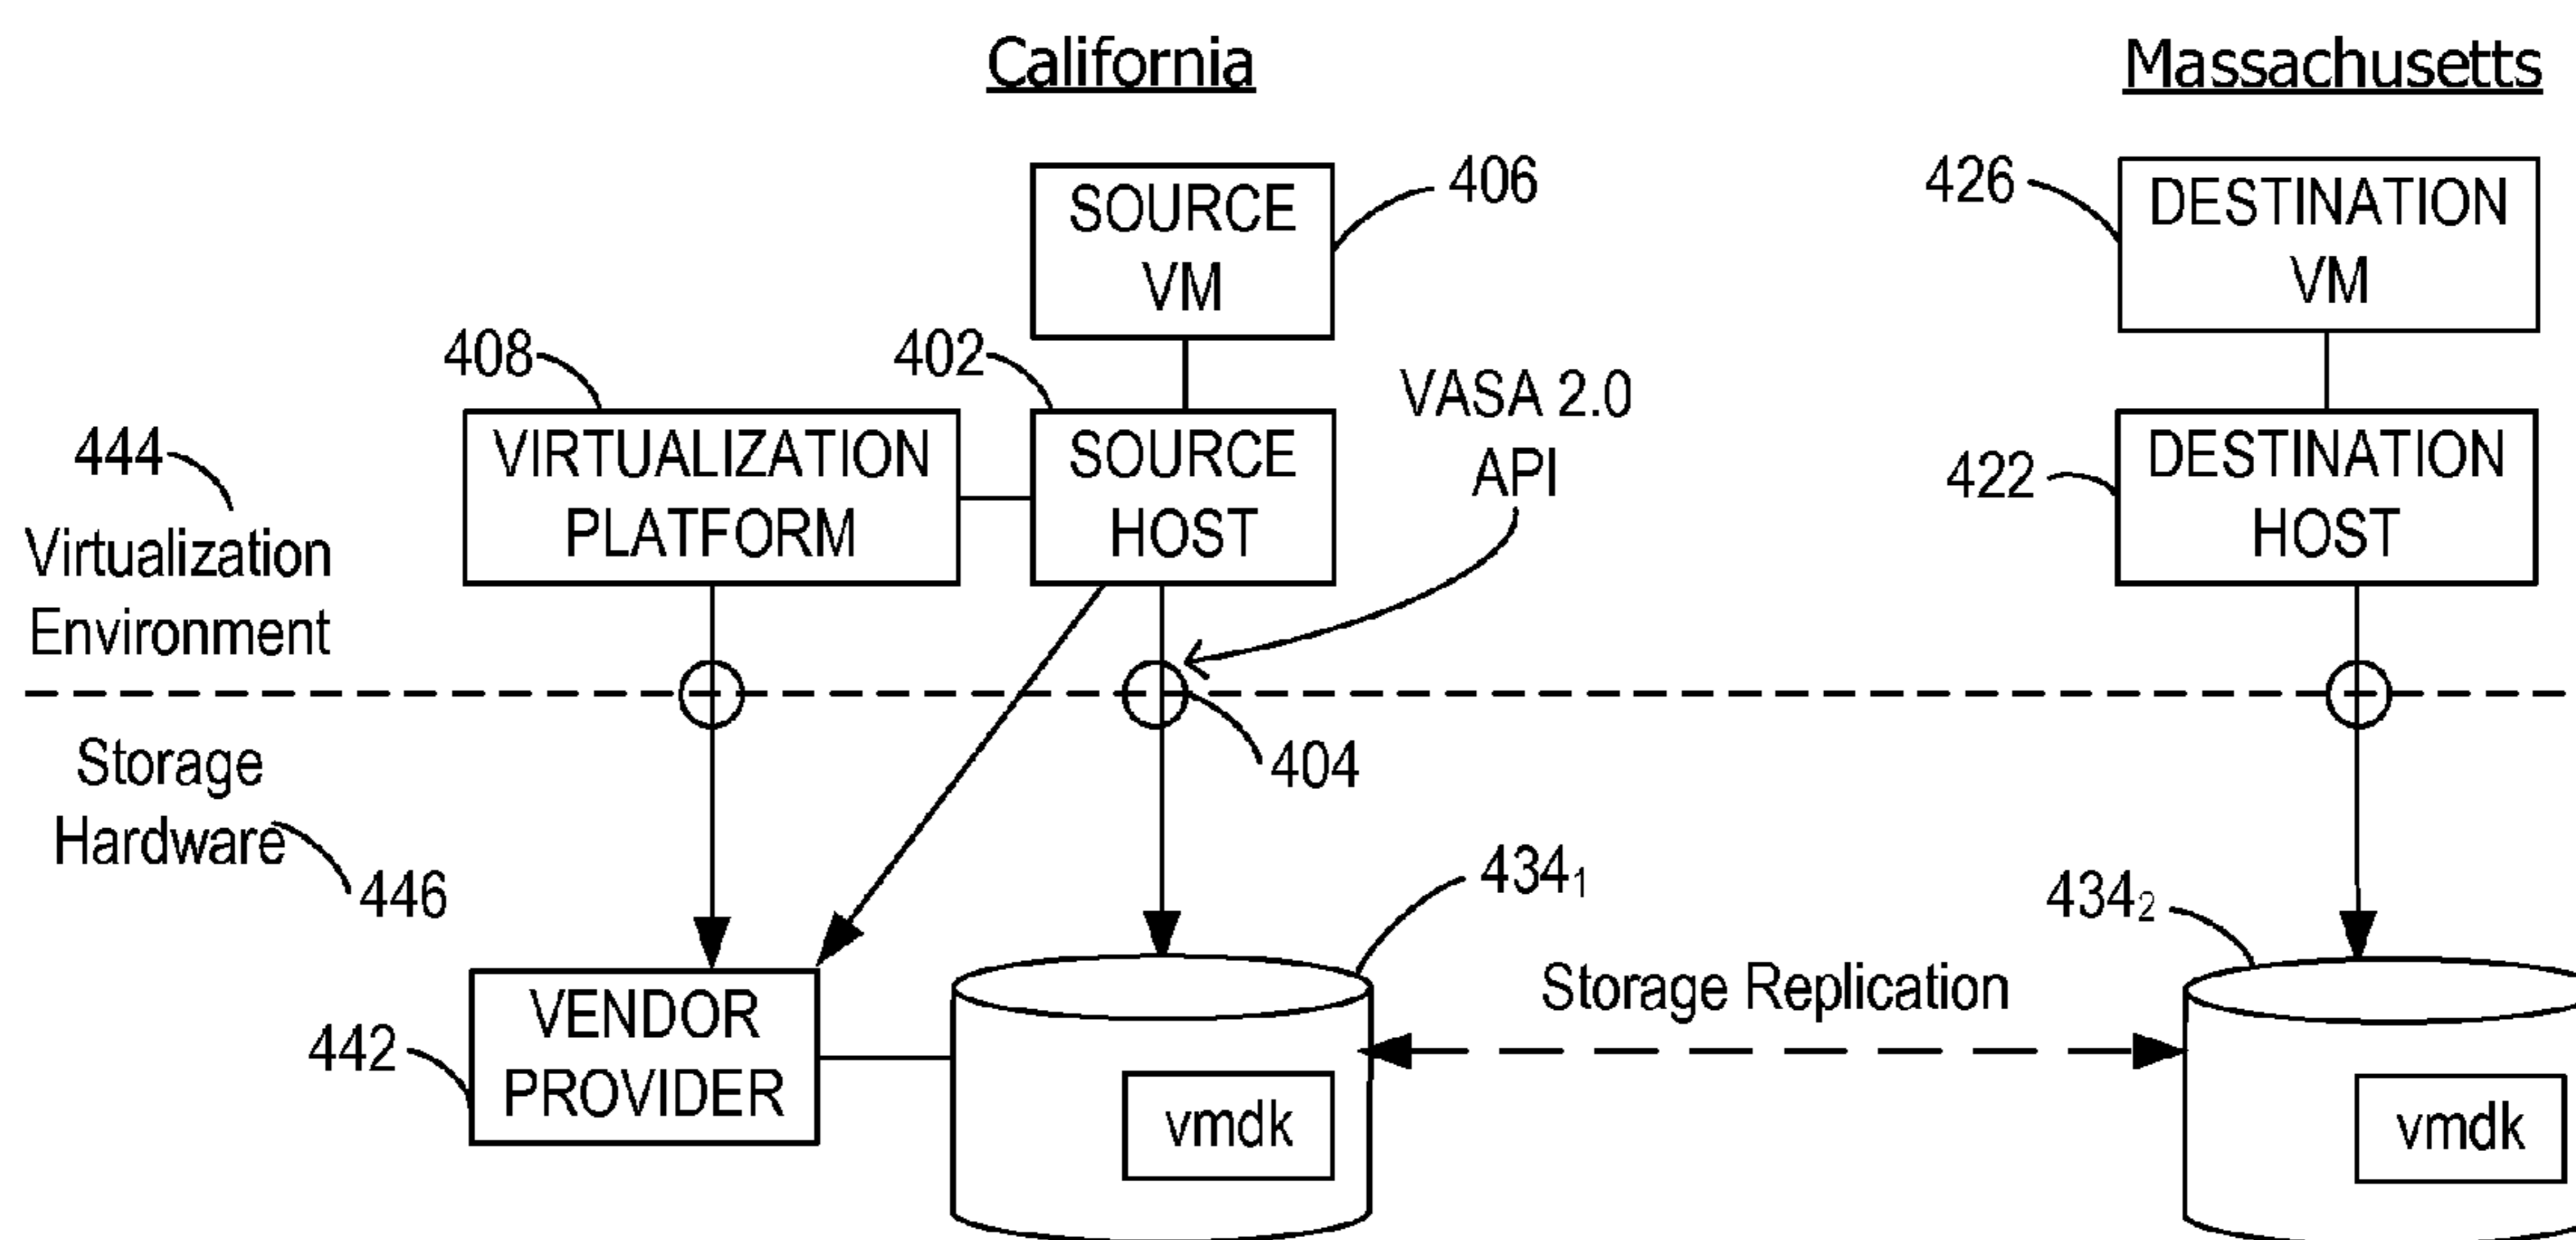 California
Massachusetts
SOURCE
VM
406
426
DESTINATION
VM
408
402
VASA 2.0
API
444
Virtualization
Environment
VIRTUALIZATION
PLATFORM
SOURCE
HOST
422
DESTINATION
HOST
Storage
Hardware
446
404
434₁
434₂
Storage Replication
442
VENDOR
PROVIDER
vmdk
vmdk